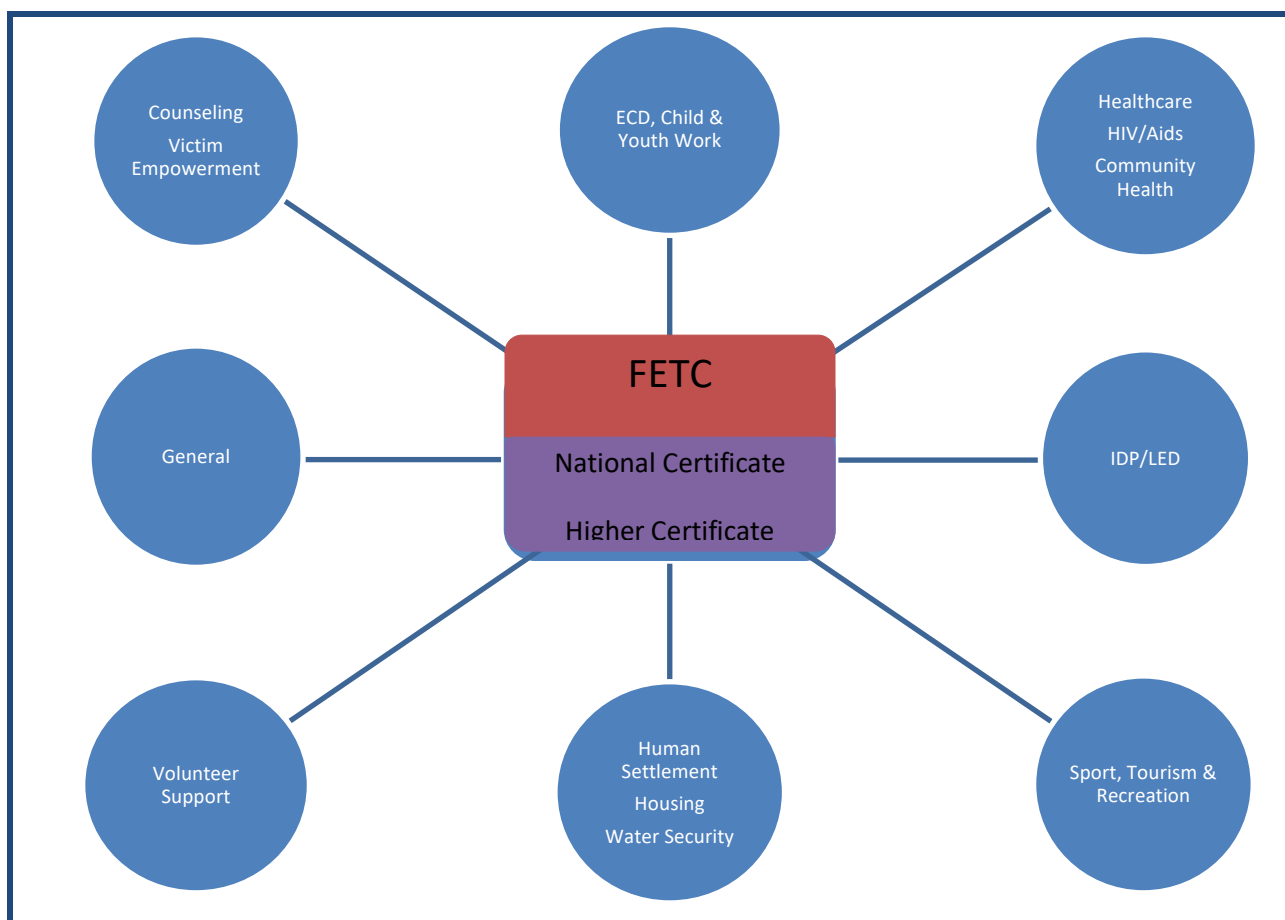 Counseling
Victim
Empowerment
ECD, Child &
Youth Work
Healthcare
HIV/Aids
Community
Health
FETC
National Certificate
Higher Certificate
General
IDP/LED
Volunteer
Support
Human
Settlement
Housing
Water Security
Sport, Tourism &
Recreation